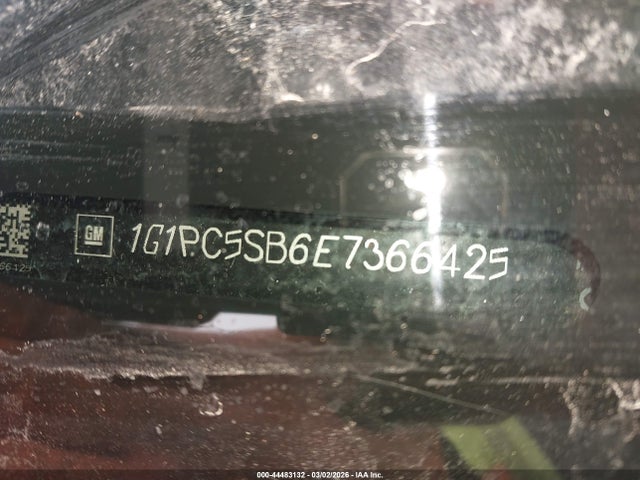 GM 1G1PC5SB6E7366425
000-44483132 - 03/02/2026 - IAA Inc.